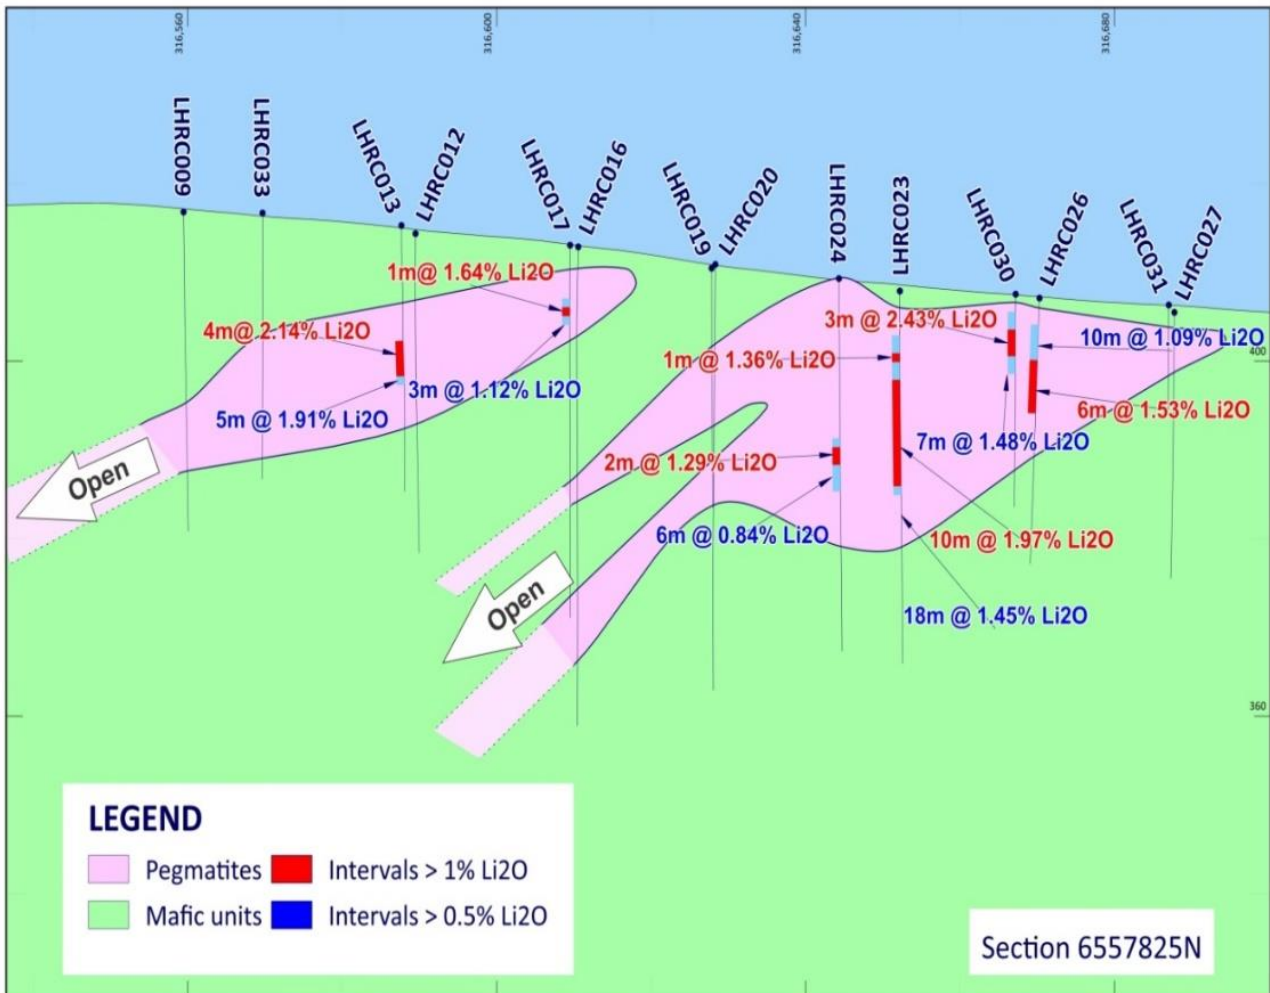 316,560
316,600
316,640
316,680
LHRC009
LHRC033
LHRC013
LHRC012
LHRC017
LHRC016
LHRC019
LHRC020
LHRC024
LHRC023
LHRC030
LHRC026
LHRC031
LHRC027
1m@ 1.64% Li2O
4m@ 2.14% Li2O
3m @ 1.12% Li2O
5m @ 1.91% Li2O
3m @ 2.43% Li2O
10m @ 1.09% Li2O
400
1m @ 1.36% Li2O
6m @ 1.53% Li2O
7m @ 1.48% Li2O
2m @ 1.29% Li2O
Open
6m @ 0.84% Li2O
10m @ 1.97% Li2O
Open
18m @ 1.45% Li2O
360
LEGEND
Pegmatites
Intervals > 1% Li2O
Mafic units
Intervals > 0.5% Li2O
Section 6557825N